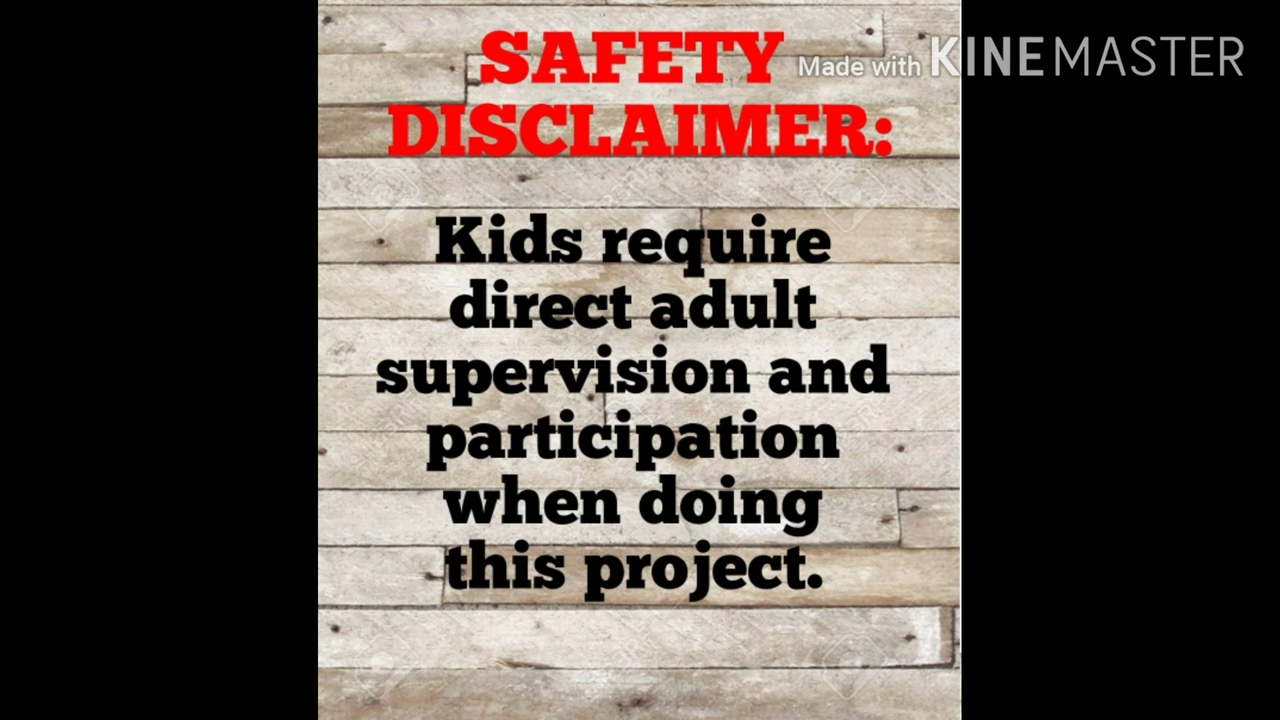 SAFETY
Made with KINEMASTER
DISCLAIMER:
Kids require
direct adult
supervision and
participation
when doing
this project.